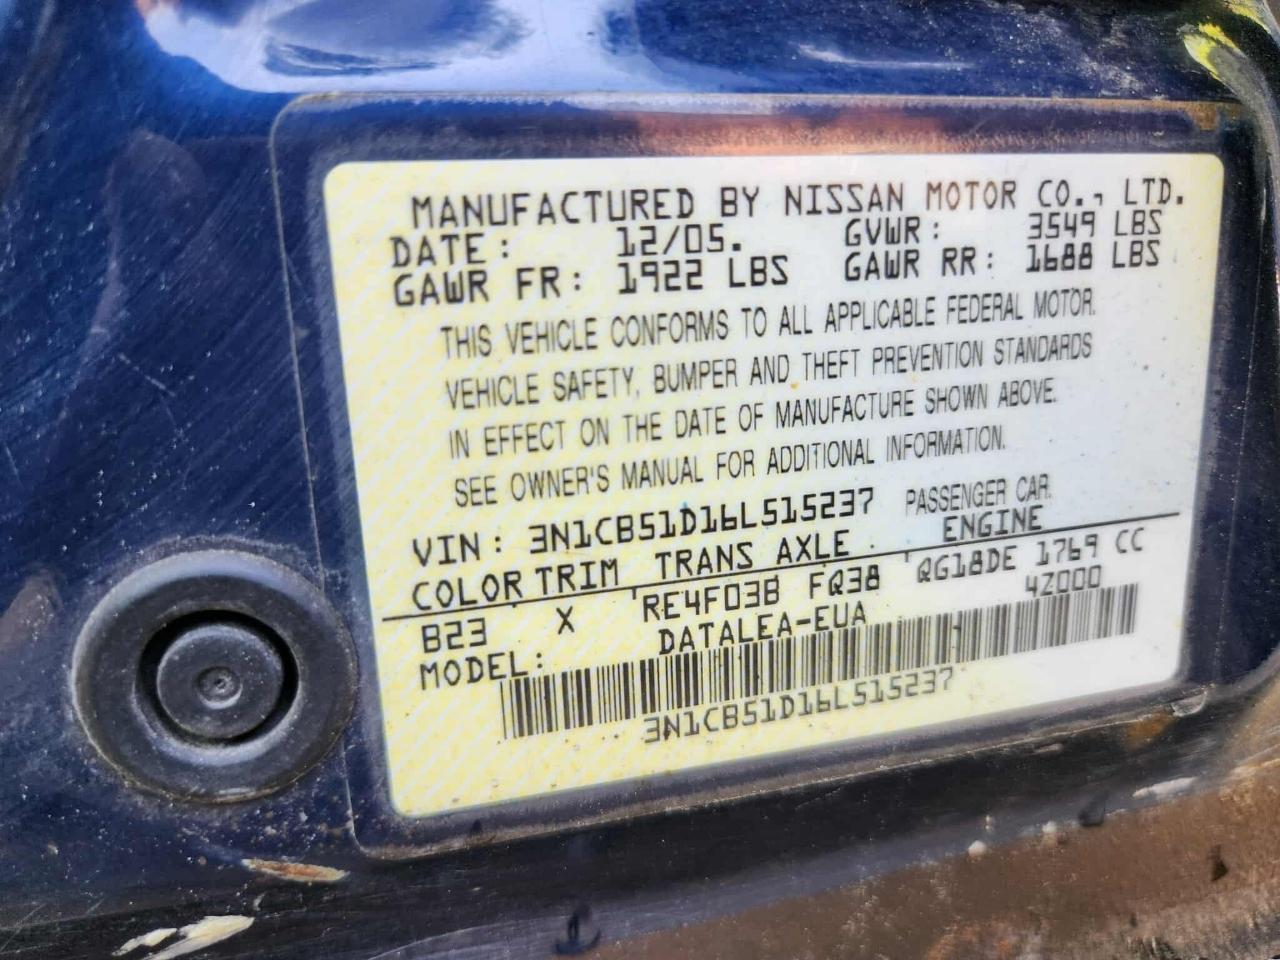 MANUFACTURED BY NISSAN MOTOR CO., LTD.
DATE: 12/05. GVWR: 3549 LBS
GAWR FR: 1922 LBS GAWR RR: 1688 LBS
THIS VEHICLE CONFORMS TO ALL APPLICABLE FEDERAL MOTOR.
VEHICLE SAFETY, BUMPER AND THEFT PREVENTION STANDARDS
IN EFFECT ON THE DATE OF MANUFACTURE SHOWN ABOVE.
SEE OWNER'S MANUAL FOR ADDITIONAL INFORMATION.
VIN: 3N1CB51D16L515237 PASSENGER CAR.
COLOR TRIM TRANS AXLE ENGINE
B23 X RE4F03B FQ38 QG18DE 1769 CC
MODEL: DATALEA-EUA 4Z000
3N1CB51D16L515237